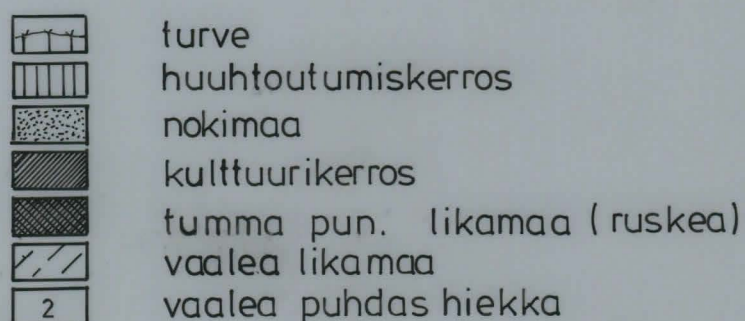 turve
huuhtoutumiskerros
nokimaa
kulttuurikerros
tumma pun. likamaa (ruskea)
vaalea likamaa
2 vaalea puhdas hiekka